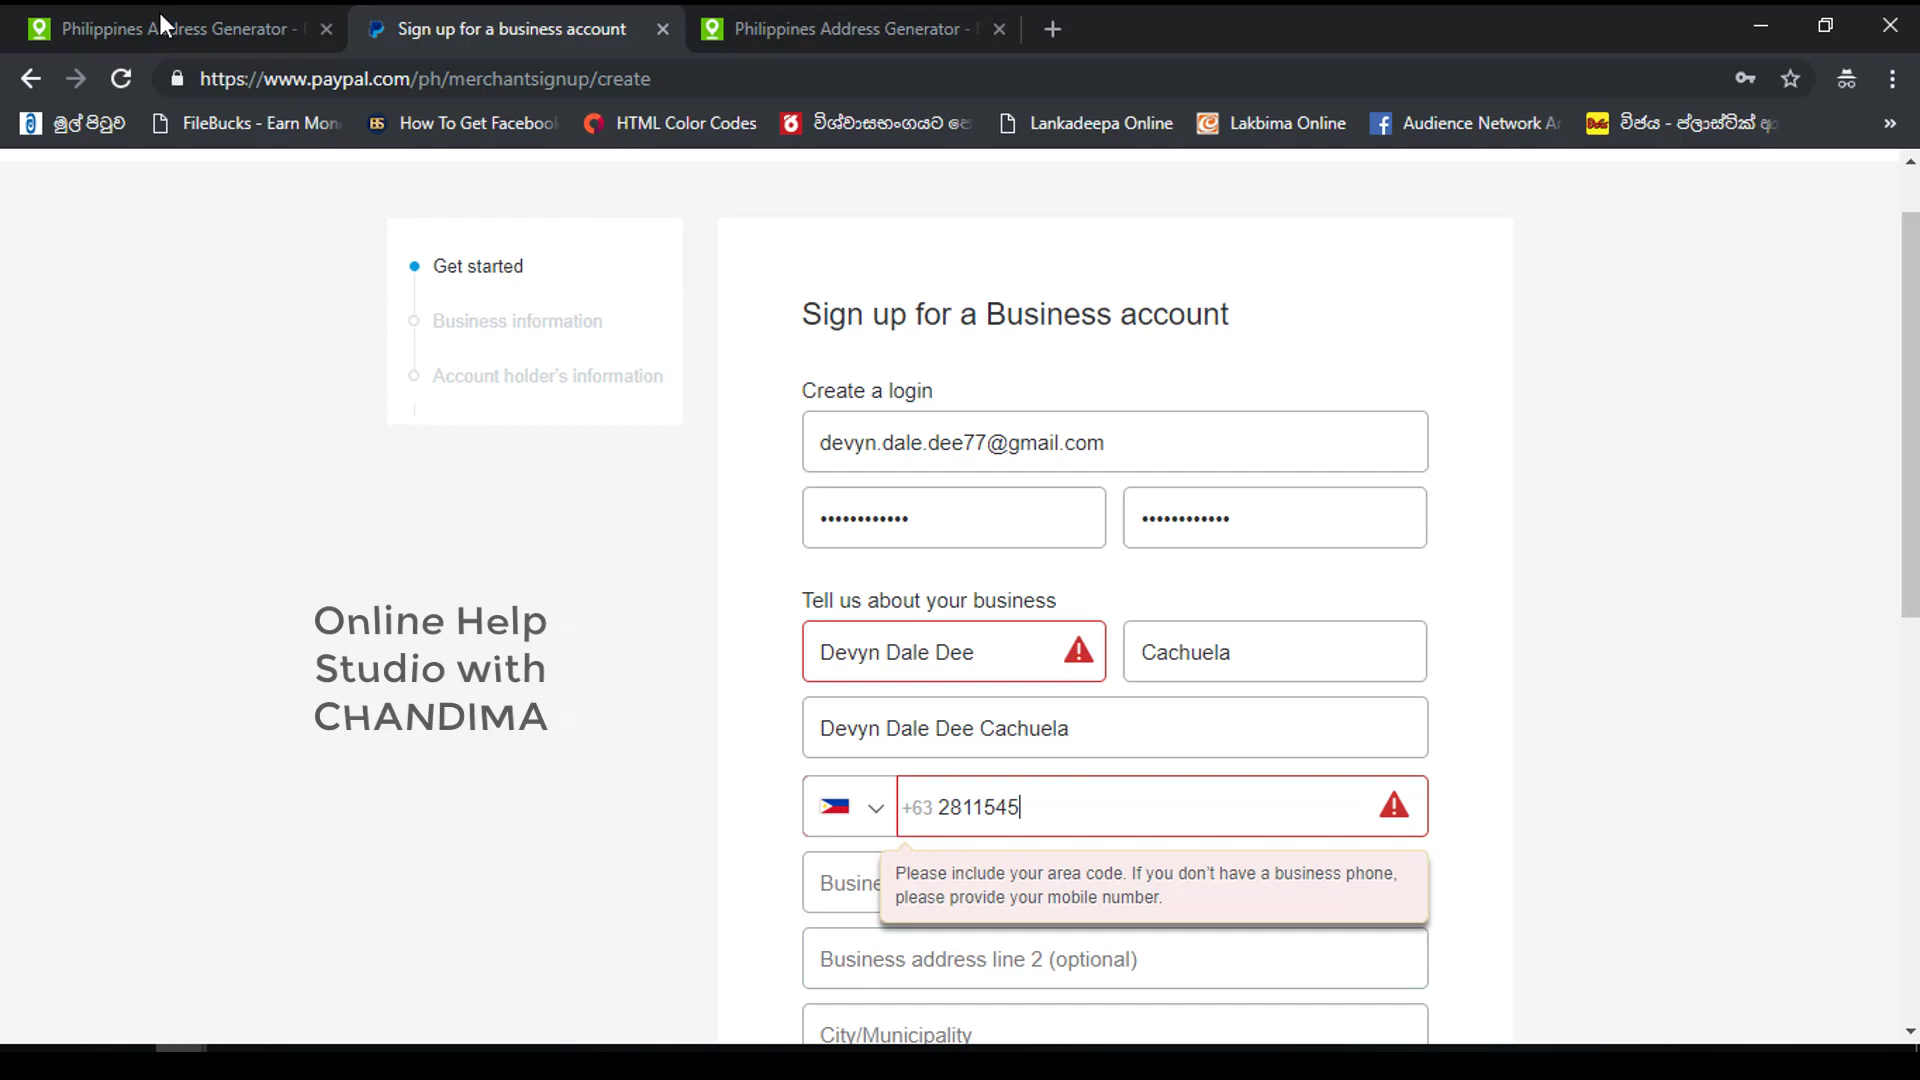 Philippines Address Generator -
Sign up for a business account
Philippines Address Generator -
https://www.paypal.com/ph/merchantsignup/create
මුල් පිටුව
FileBucks - Earn Mon
How To Get Faceboo
HTML Color Codes
විශ්වාසභංගයට
Lankadeepa Online
Lakbima Online
Audience Network
විජය - ප්ලාස්ටික්
»
Get started
Business information
Account holder's information
Sign up for a Business account
Create a login
devyn.dale.dee77@gmail.com
••••••••••••
••••••••••••
Tell us about your business
Devyn Dale Dee
Cachuela
Devyn Dale Dee Cachuela
+63 2811545
Please include your area code. If you don't have a business phone,
please provide your mobile number.
Busine
Business address line 2 (optional)
City/Municipality
Online Help
Studio with
CHANDIMA